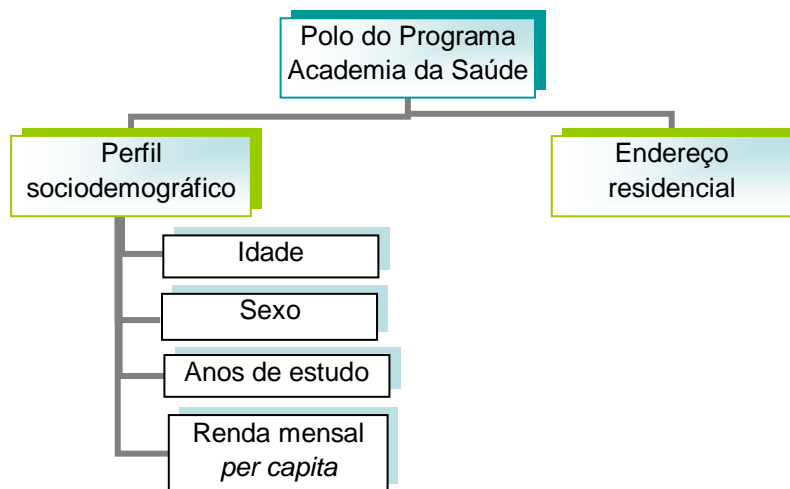 Polo do Programa
Academia da Saúde
Perfil
sociodemográfico
Endereço
residencial
Idade
Sexo
Anos de estudo
Renda mensal
per capita